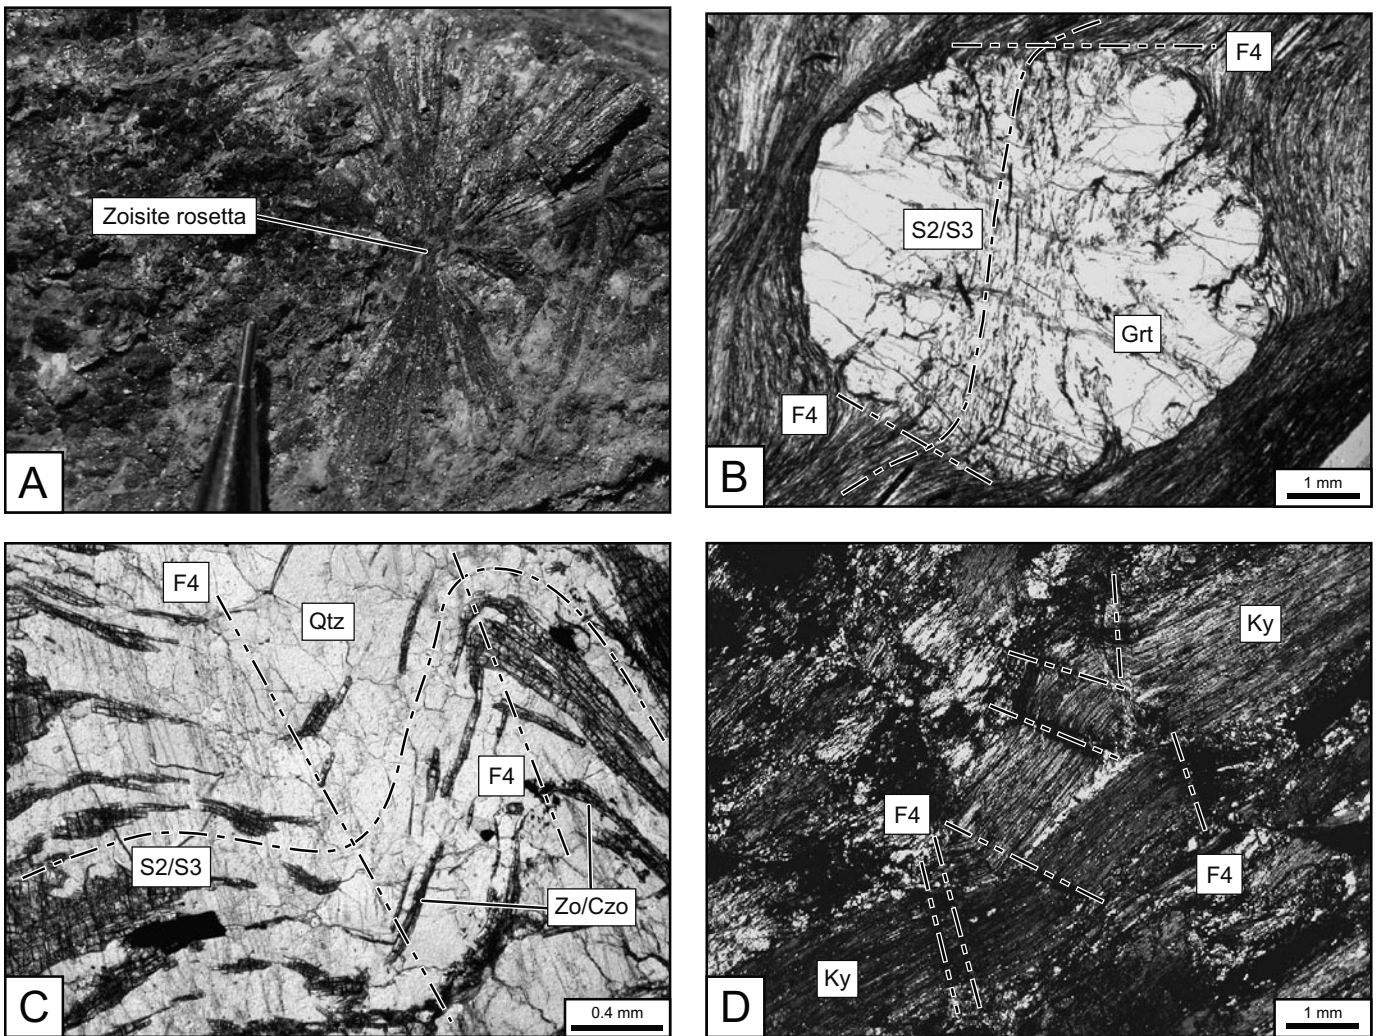 Zoisite rosetta
A
F4
S2/S3
Grt
F4
B
1 mm
F4
Qtz
F4
S2/S3
Zo/Czo
C
0.4 mm
Ky
F4
F4
Ky
D
1 mm